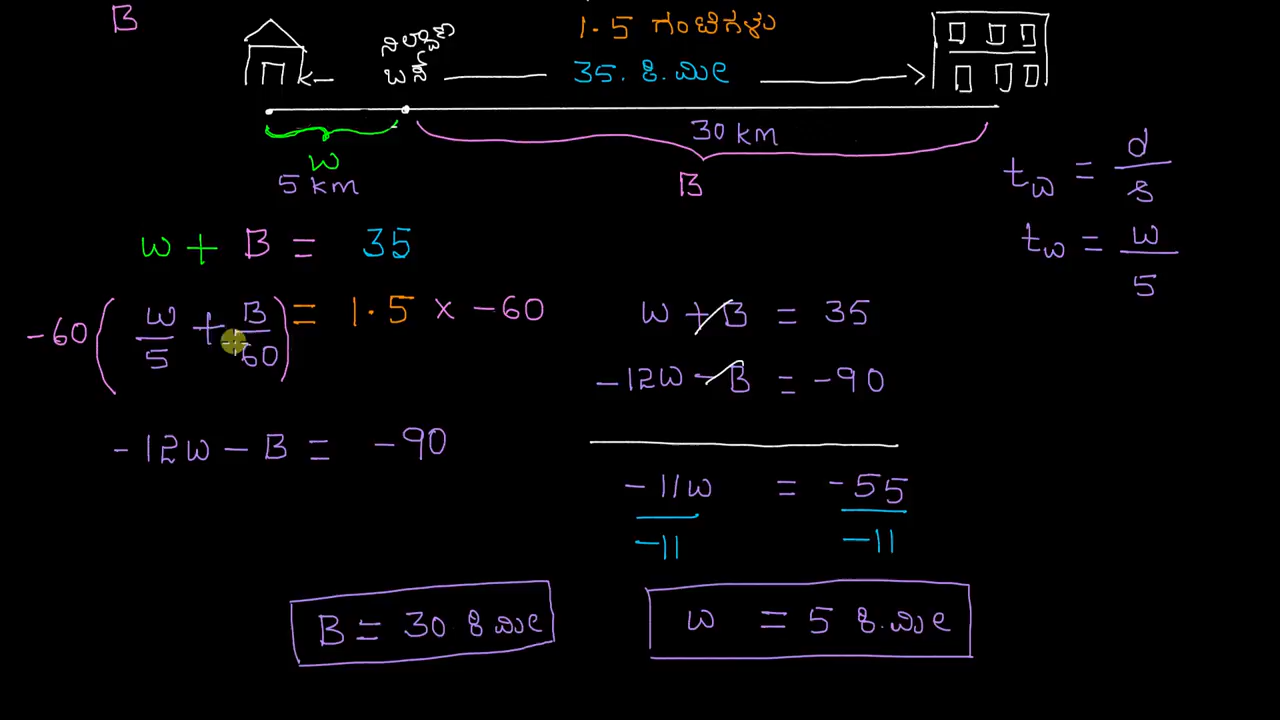 B
1.5 ಗಂಟೆಗಳು
ನಿಲ್ದಾಣ
ಬಸ್
35. ಕಿ.ಮೀ
30 km
W
5 km
B
t_w = d/s
t_w = w/5
W + B = 35
-60 ( W/5 + B/60 ) = 1.5 x -60
-12W - B = -90
W + B = 35
-12W - B = -90
-11W = -55
-11 -11
B = 30 ಕಿ.ಮೀ
W = 5 ಕಿ.ಮೀ